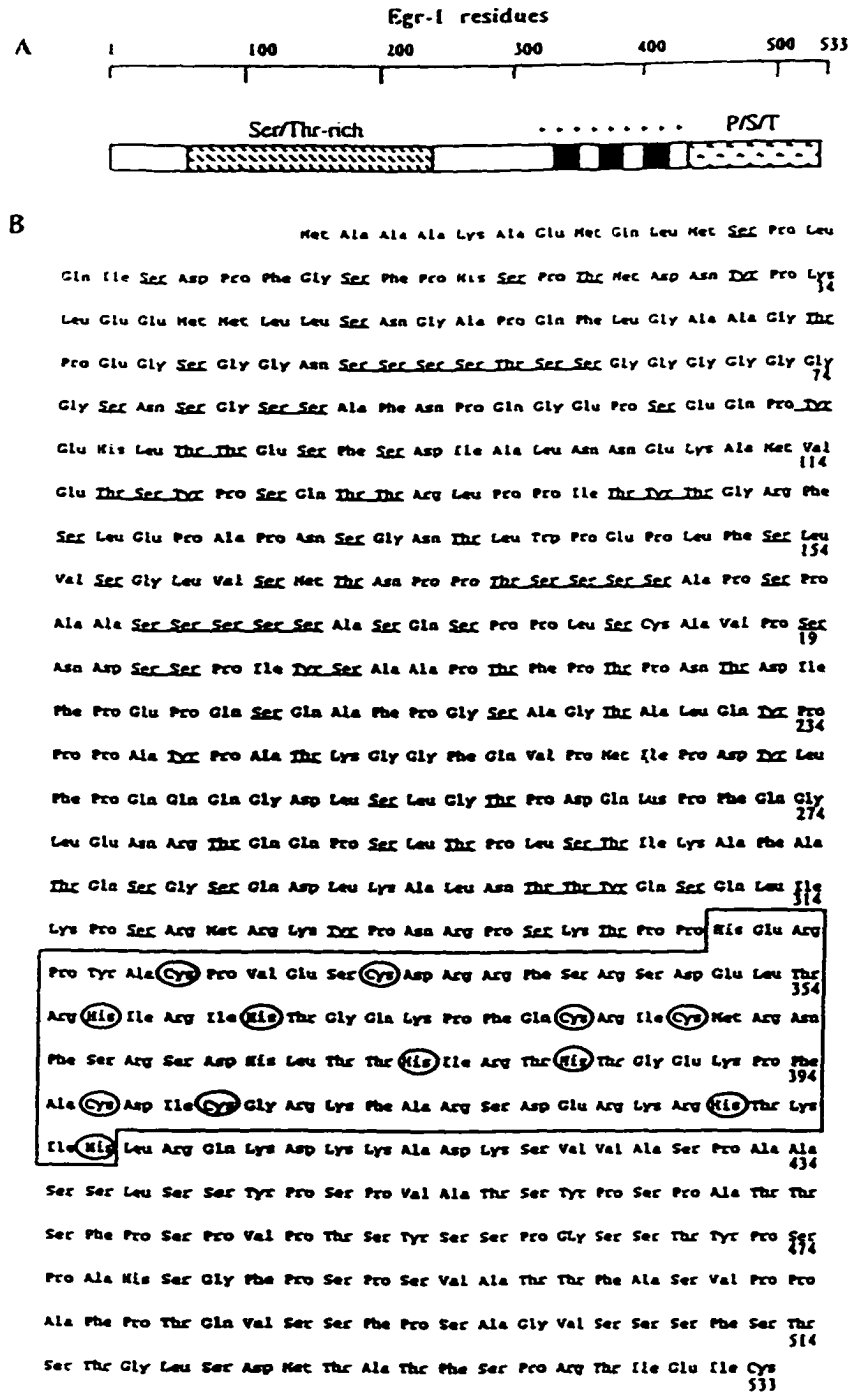 Egr-1 residues
A
1 100 200 300 400 500 533
Ser/Thr-rich P/S/T
B
Met Ala Ala Ala Lys Ala Glu Met Gln Leu Met Ser Pro Leu
Gln Ile Ser Asp Pro Phe Gly Ser Phe Pro His Ser Pro Thr Met Asp Asn Tyr Pro Lys
34
Leu Glu Glu Met Met Leu Leu Ser Asn Gly Ala Pro Gln Phe Leu Gly Ala Ala Gly Thr
Pro Glu Gly Ser Gly Gly Asn Ser Ser Ser Ser Thr Ser Ser Gly Gly Gly Gly Gly Gly
74
Gly Ser Asn Ser Gly Ser Ser Ala Phe Asn Pro Gln Gly Glu Pro Ser Glu Gln Pro Tyr
Glu His Leu Thr Thr Glu Ser Phe Ser Asp Ile Ala Leu Asn Asn Glu Lys Ala Met Val
114
Glu Thr Ser Tyr Pro Ser Gln Thr Thr Arg Leu Pro Pro Ile Thr Tyr Thr Gly Arg Phe
Ser Leu Glu Pro Ala Pro Asn Ser Gly Asn Thr Leu Trp Pro Glu Pro Leu Phe Ser Leu
154
Val Ser Gly Leu Val Ser Met Thr Asn Pro Pro Thr Ser Ser Ser Ser Ala Pro Ser Pro
Ala Ala Ser Ser Ser Ser Ser Ala Ser Gln Ser Pro Pro Leu Ser Cys Ala Val Pro Ser
19
Asn Asp Ser Ser Pro Ile Tyr Ser Ala Ala Pro Thr Phe Pro Thr Pro Asn Thr Asp Ile
Phe Pro Glu Pro Gln Ser Gln Ala Phe Pro Gly Ser Ala Gly Thr Ala Leu Gln Tyr Pro
234
Pro Pro Ala Tyr Pro Ala Thr Lys Gly Gly Phe Gln Val Pro Met Ile Pro Asp Tyr Leu
Phe Pro Gln Gln Gln Gly Asp Leu Ser Leu Gly Thr Pro Asp Gln Lus Pro Phe Gln Gly
274
Leu Glu Asn Arg Thr Gln Gln Pro Ser Leu Thr Pro Leu Ser Thr Ile Lys Ala Phe Ala
Thr Gln Ser Gly Ser Gln Asp Leu Lys Ala Leu Asn Thr Thr Tyr Gln Ser Gln Leu Ile
314
Lys Pro Ser Arg Met Arg Lys Tyr Pro Asn Arg Pro Ser Lys Thr Pro Pro His Glu Arg
Pro Tyr Ala Cys Pro Val Glu Ser Cys Asp Arg Arg Phe Ser Arg Ser Asp Glu Leu Thr
354
Arg His Ile Arg Ile His Thr Gly Gln Lys Pro Phe Gln Cys Arg Ile Cys Met Arg Asn
Phe Ser Arg Ser Asp His Leu Thr Thr His Ile Arg Thr His Thr Gly Glu Lys Pro Phe
394
Ala Cys Asp Ile Cys Gly Arg Lys Phe Ala Arg Ser Asp Glu Arg Lys Arg His Thr Lys
Ile His Leu Arg Gln Lys Asp Lys Lys Ala Asp Lys Ser Val Val Ala Ser Pro Ala Ala
434
Ser Ser Leu Ser Ser Tyr Pro Ser Pro Val Ala Thr Ser Tyr Pro Ser Pro Ala Thr Thr
Ser Phe Pro Ser Pro Val Pro Thr Ser Tyr Ser Ser Pro Gly Ser Ser Thr Tyr Pro Ser
474
Pro Ala His Ser Gly Phe Pro Ser Pro Ser Val Ala Thr Thr Phe Ala Ser Val Pro Pro
Ala Phe Pro Thr Gln Val Ser Ser Phe Pro Ser Ala Gly Val Ser Ser Ser Phe Ser Thr
514
Ser Thr Gly Leu Ser Asp Met Thr Ala Thr Phe Ser Pro Arg Thr Ile Glu Ile Cys
533